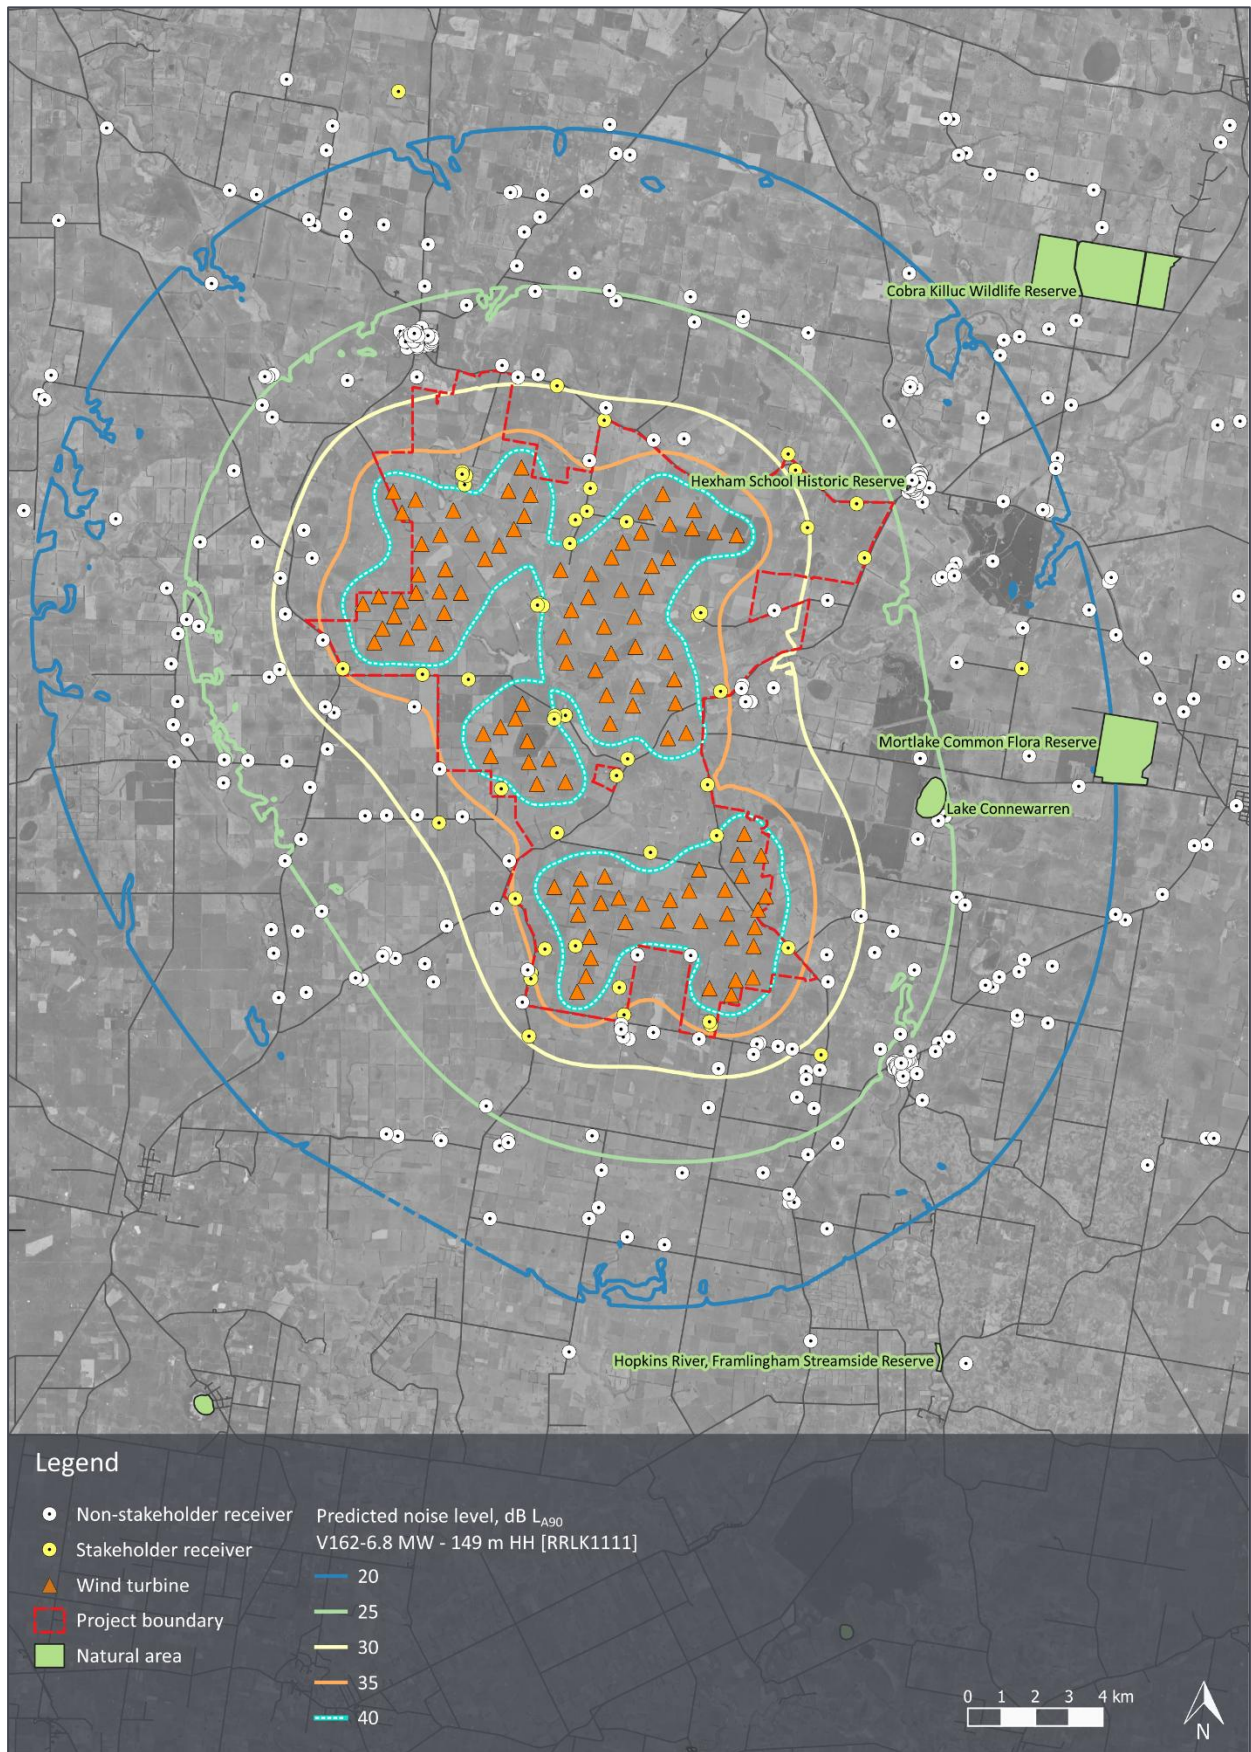 Cobra Killuc Wildlife Reserve
Hexham School Historic Reserve
Mortlake Common Flora Reserve
Lake Connewarren
Hopkins River, Framlingham Streamside Reserve
Legend
Non-stakeholder receiver
Stakeholder receiver
Wind turbine
Project boundary
Natural area
Predicted noise level, dB LA90
V162-6.8 MW - 149 m HH [RRLK1111]
20
25
30
35
40
0 1 2 3 4 km
N